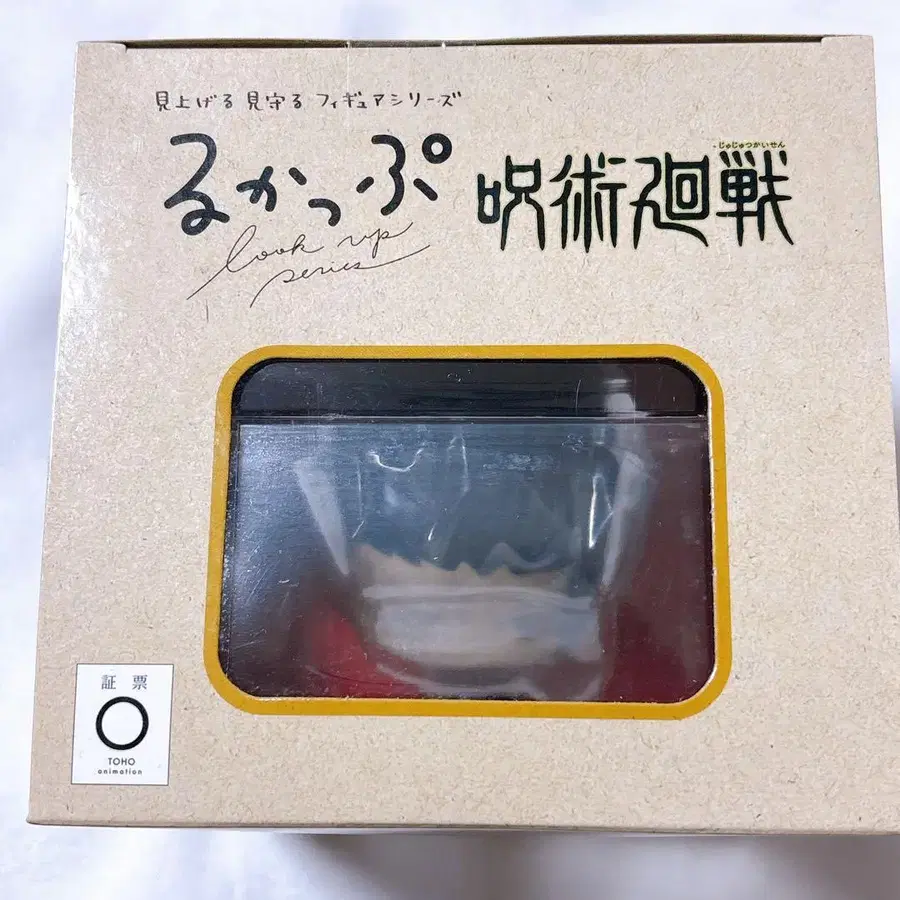 見上げる 見守る フィギュアシリーズ
るかっぷ
look up
series
じゅじゅつかいせん
呪術廻戦
証 票
TOHO
animation